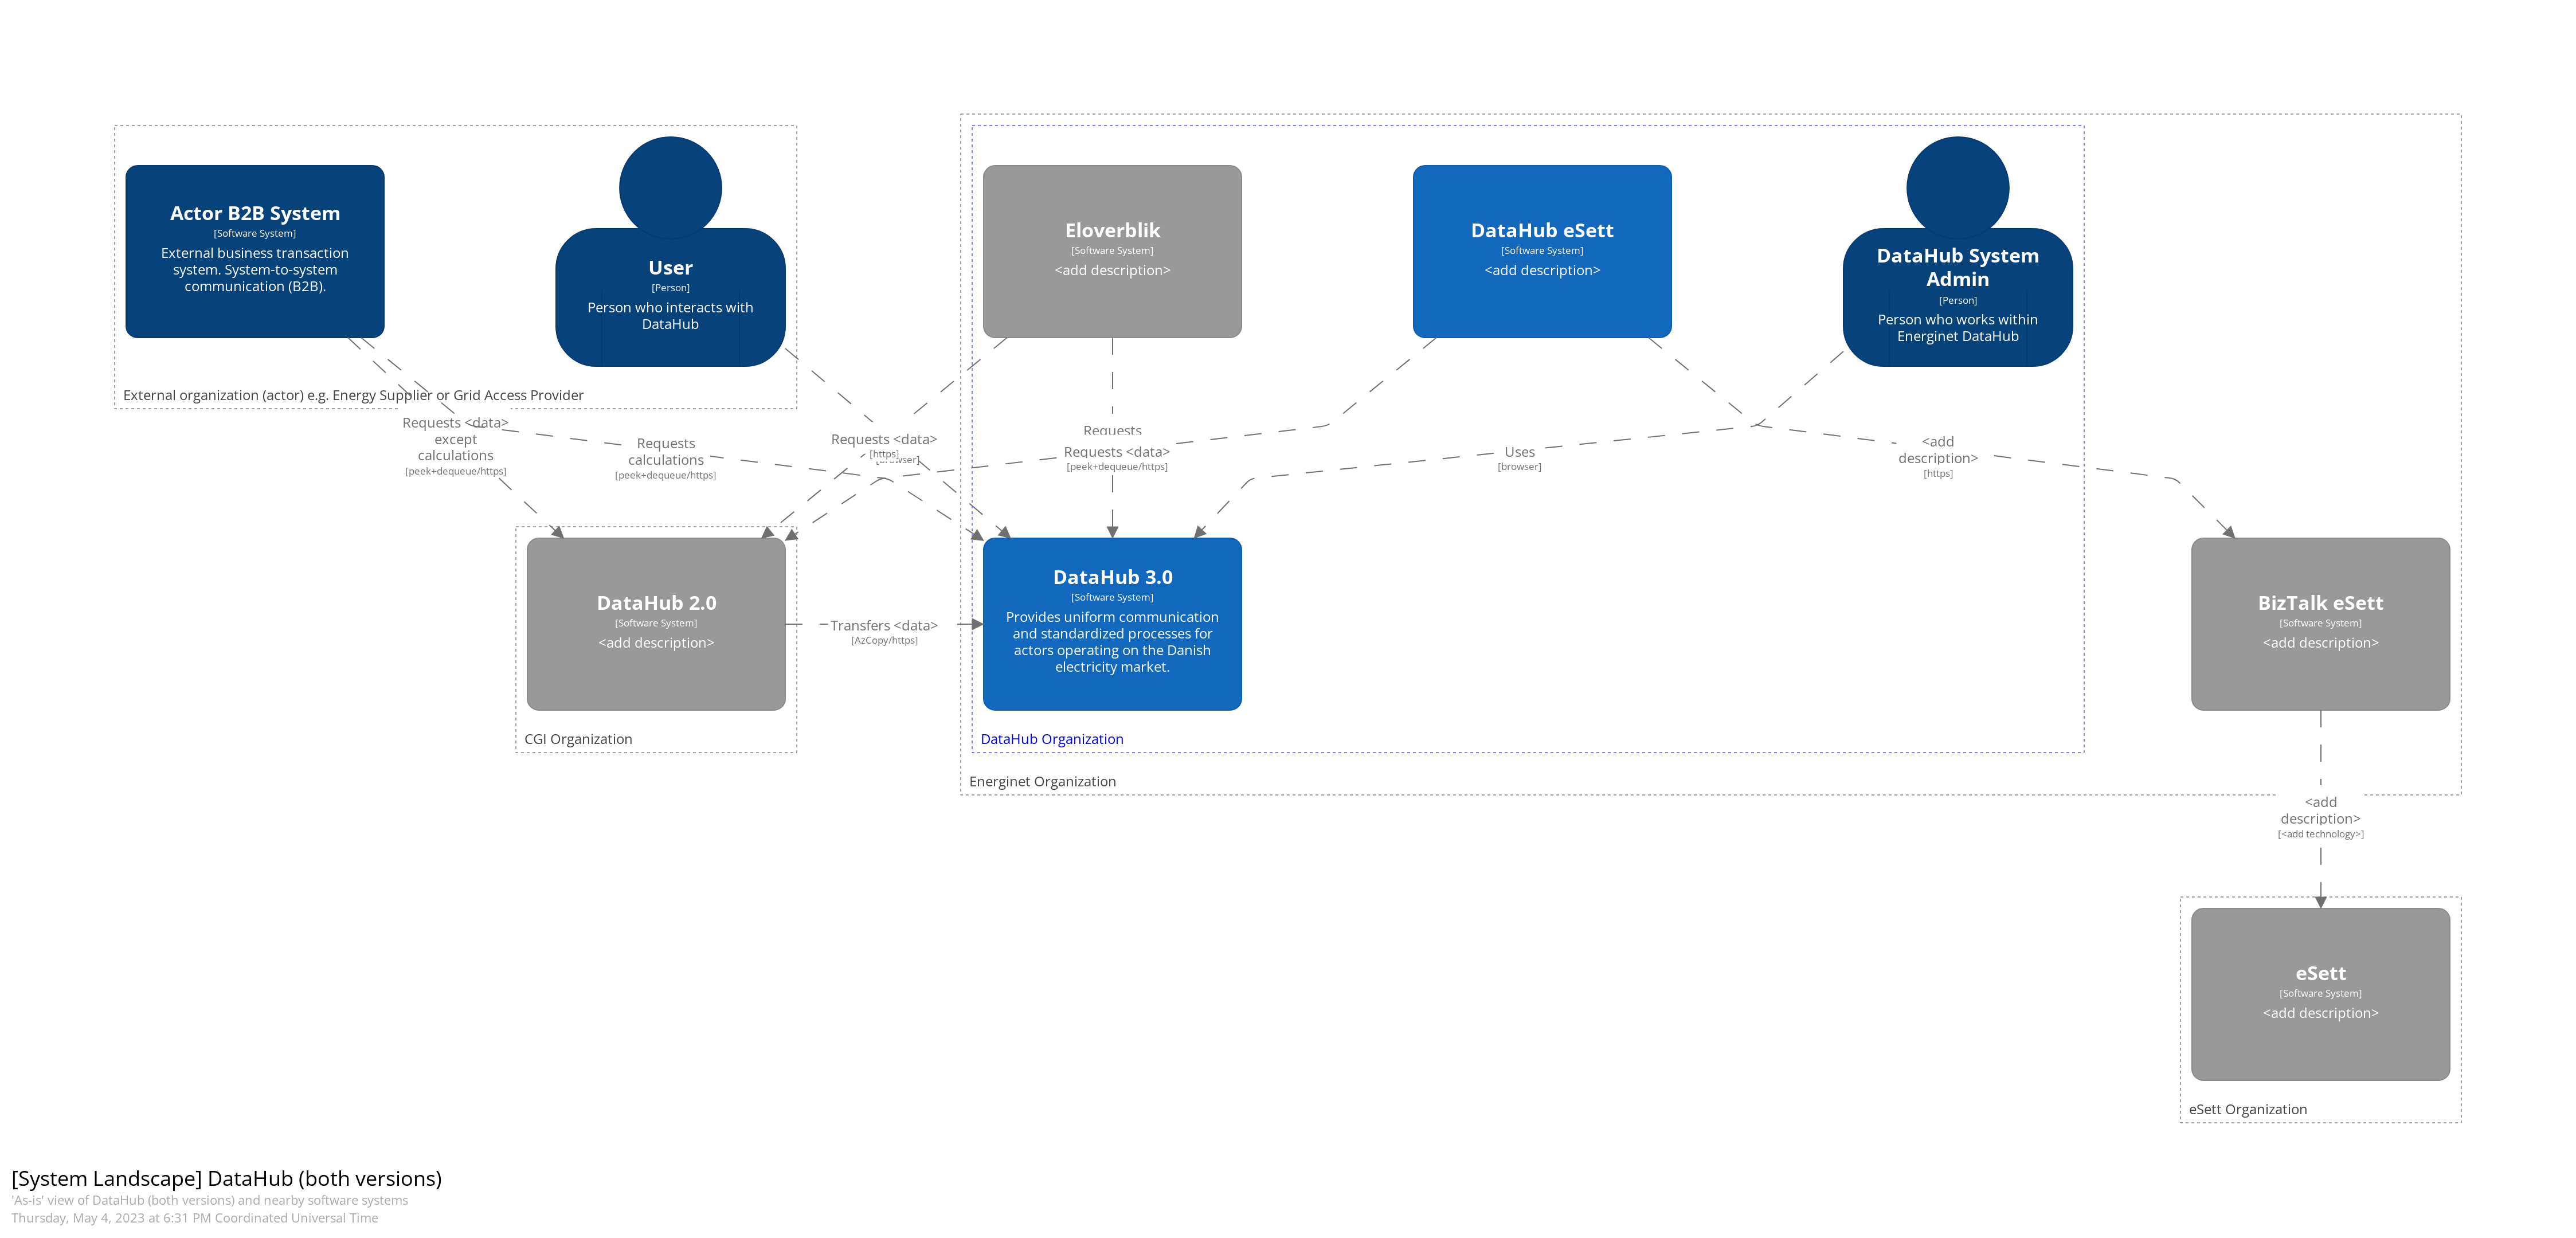 Actor B2B System
[Software System]
External business transaction
system. System-to-system
communication (B2B).
User
[Person]
Person who interacts with
DataHub
External organization (actor) e.g. Energy Supplier or Grid Access Provider
Eloverblik
[Software System]
<add description>
DataHub eSett
[Software System]
<add description>
DataHub System
Admin
[Person]
Person who works within
Energinet DataHub
Requests <data>
except
calculations
[peek+dequeue/https]
Requests
calculations
[peek+dequeue/https]
Requests <data>
[https]
Requests
Requests <data>
[peek+dequeue/https]
Uses
[browser]
<add
description>
[https]
DataHub 2.0
[Software System]
<add description>
CGI Organization
Transfers <data>
[AzCopy/https]
DataHub 3.0
[Software System]
Provides uniform communication
and standardized processes for
actors operating on the Danish
electricity market.
DataHub Organization
Energinet Organization
BizTalk eSett
[Software System]
<add description>
<add
description>
[<add technology>]
eSett
[Software System]
<add description>
eSett Organization
[System Landscape] DataHub (both versions)
'As-is' view of DataHub (both versions) and nearby software systems
Thursday, May 4, 2023 at 6:31 PM Coordinated Universal Time